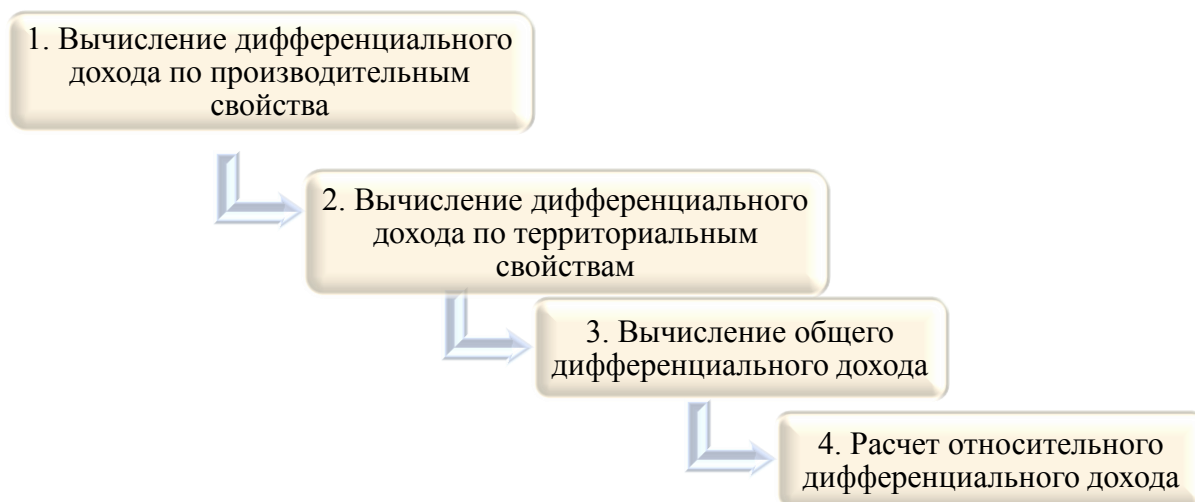 1. Вычисление дифференциального
дохода по производительным
свойства
2. Вычисление дифференциального
дохода по территориальным
свойствам
3. Вычисление общего
дифференциального дохода
4. Расчет относительного
дифференциального дохода